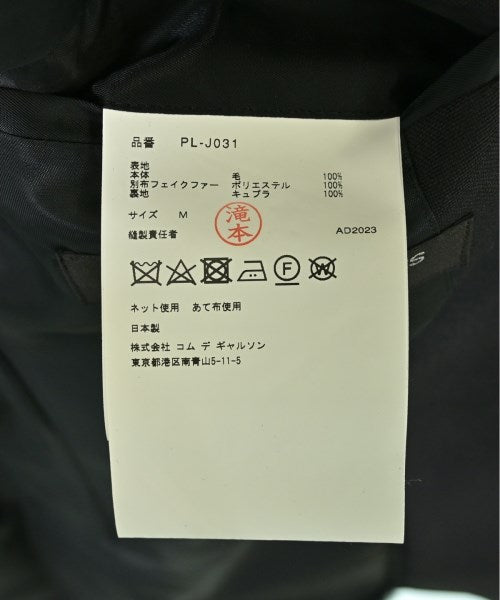 品番 PL-J031
表地
本体 毛 100%
別布フェイクファー ポリエステル 100%
裏地 キュプラ 100%
サイズ M
滝本
縫製責任者 AD2023
F W
ネット使用 あて布使用
日本製
株式会社 コム デ ギャルソン
東京都港区南青山5-11-5
S